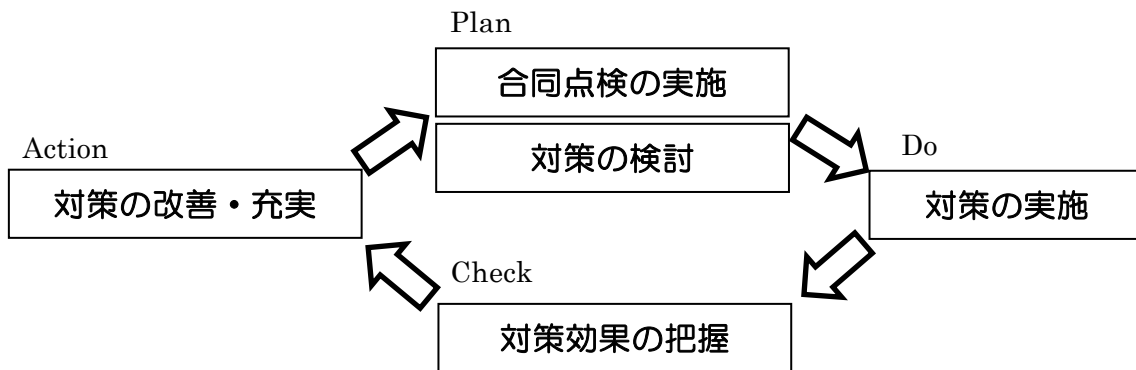 Plan
合同点検の実施
対策の検討
Action
対策の改善・充実
Do
対策の実施
Check
対策効果の把握